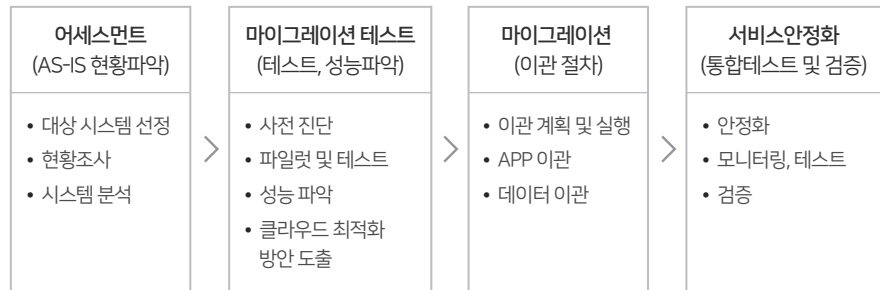 어세스먼트
(AS-IS 현황파악)
• 대상 시스템 선정
• 현황조사
• 시스템 분석
마이그레이션 테스트
(테스트, 성능파악)
• 사전 진단
• 파일럿 및 테스트
• 성능 파악
• 클라우드 최적화
방안 도출
마이그레이션
(이관 절차)
• 이관 계획 및 실행
• APP 이관
• 데이터 이관
서비스안정화
(통합테스트 및 검증)
• 안정화
• 모니터링, 테스트
• 검증